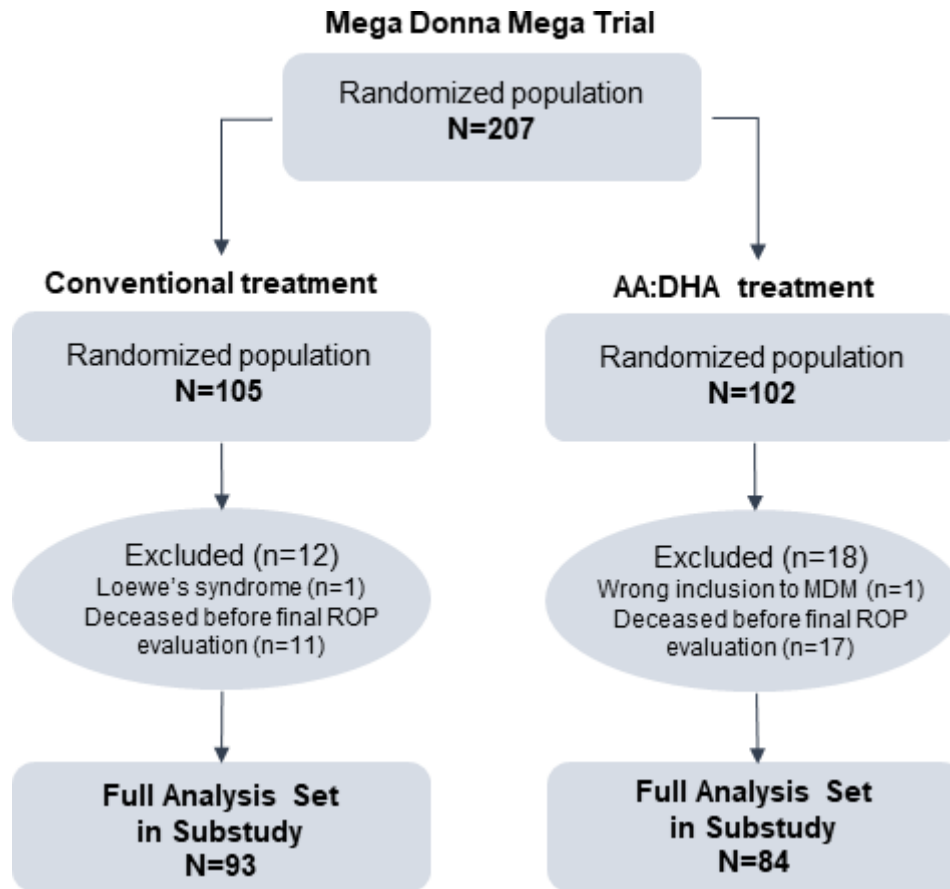 Mega Donna Mega Trial
Randomized population
N=207
Conventional treatment
Randomized population
N=105
Excluded (n=12)
Loewe's syndrome (n=1)
Deceased before final ROP
evaluation (n=11)
Full Analysis Set
in Substudy
N=93
AA:DHA treatment
Randomized population
N=102
Excluded (n=18)
Wrong inclusion to MDM (n=1)
Deceased before final ROP
evaluation (n=17)
Full Analysis Set
in Substudy
N=84